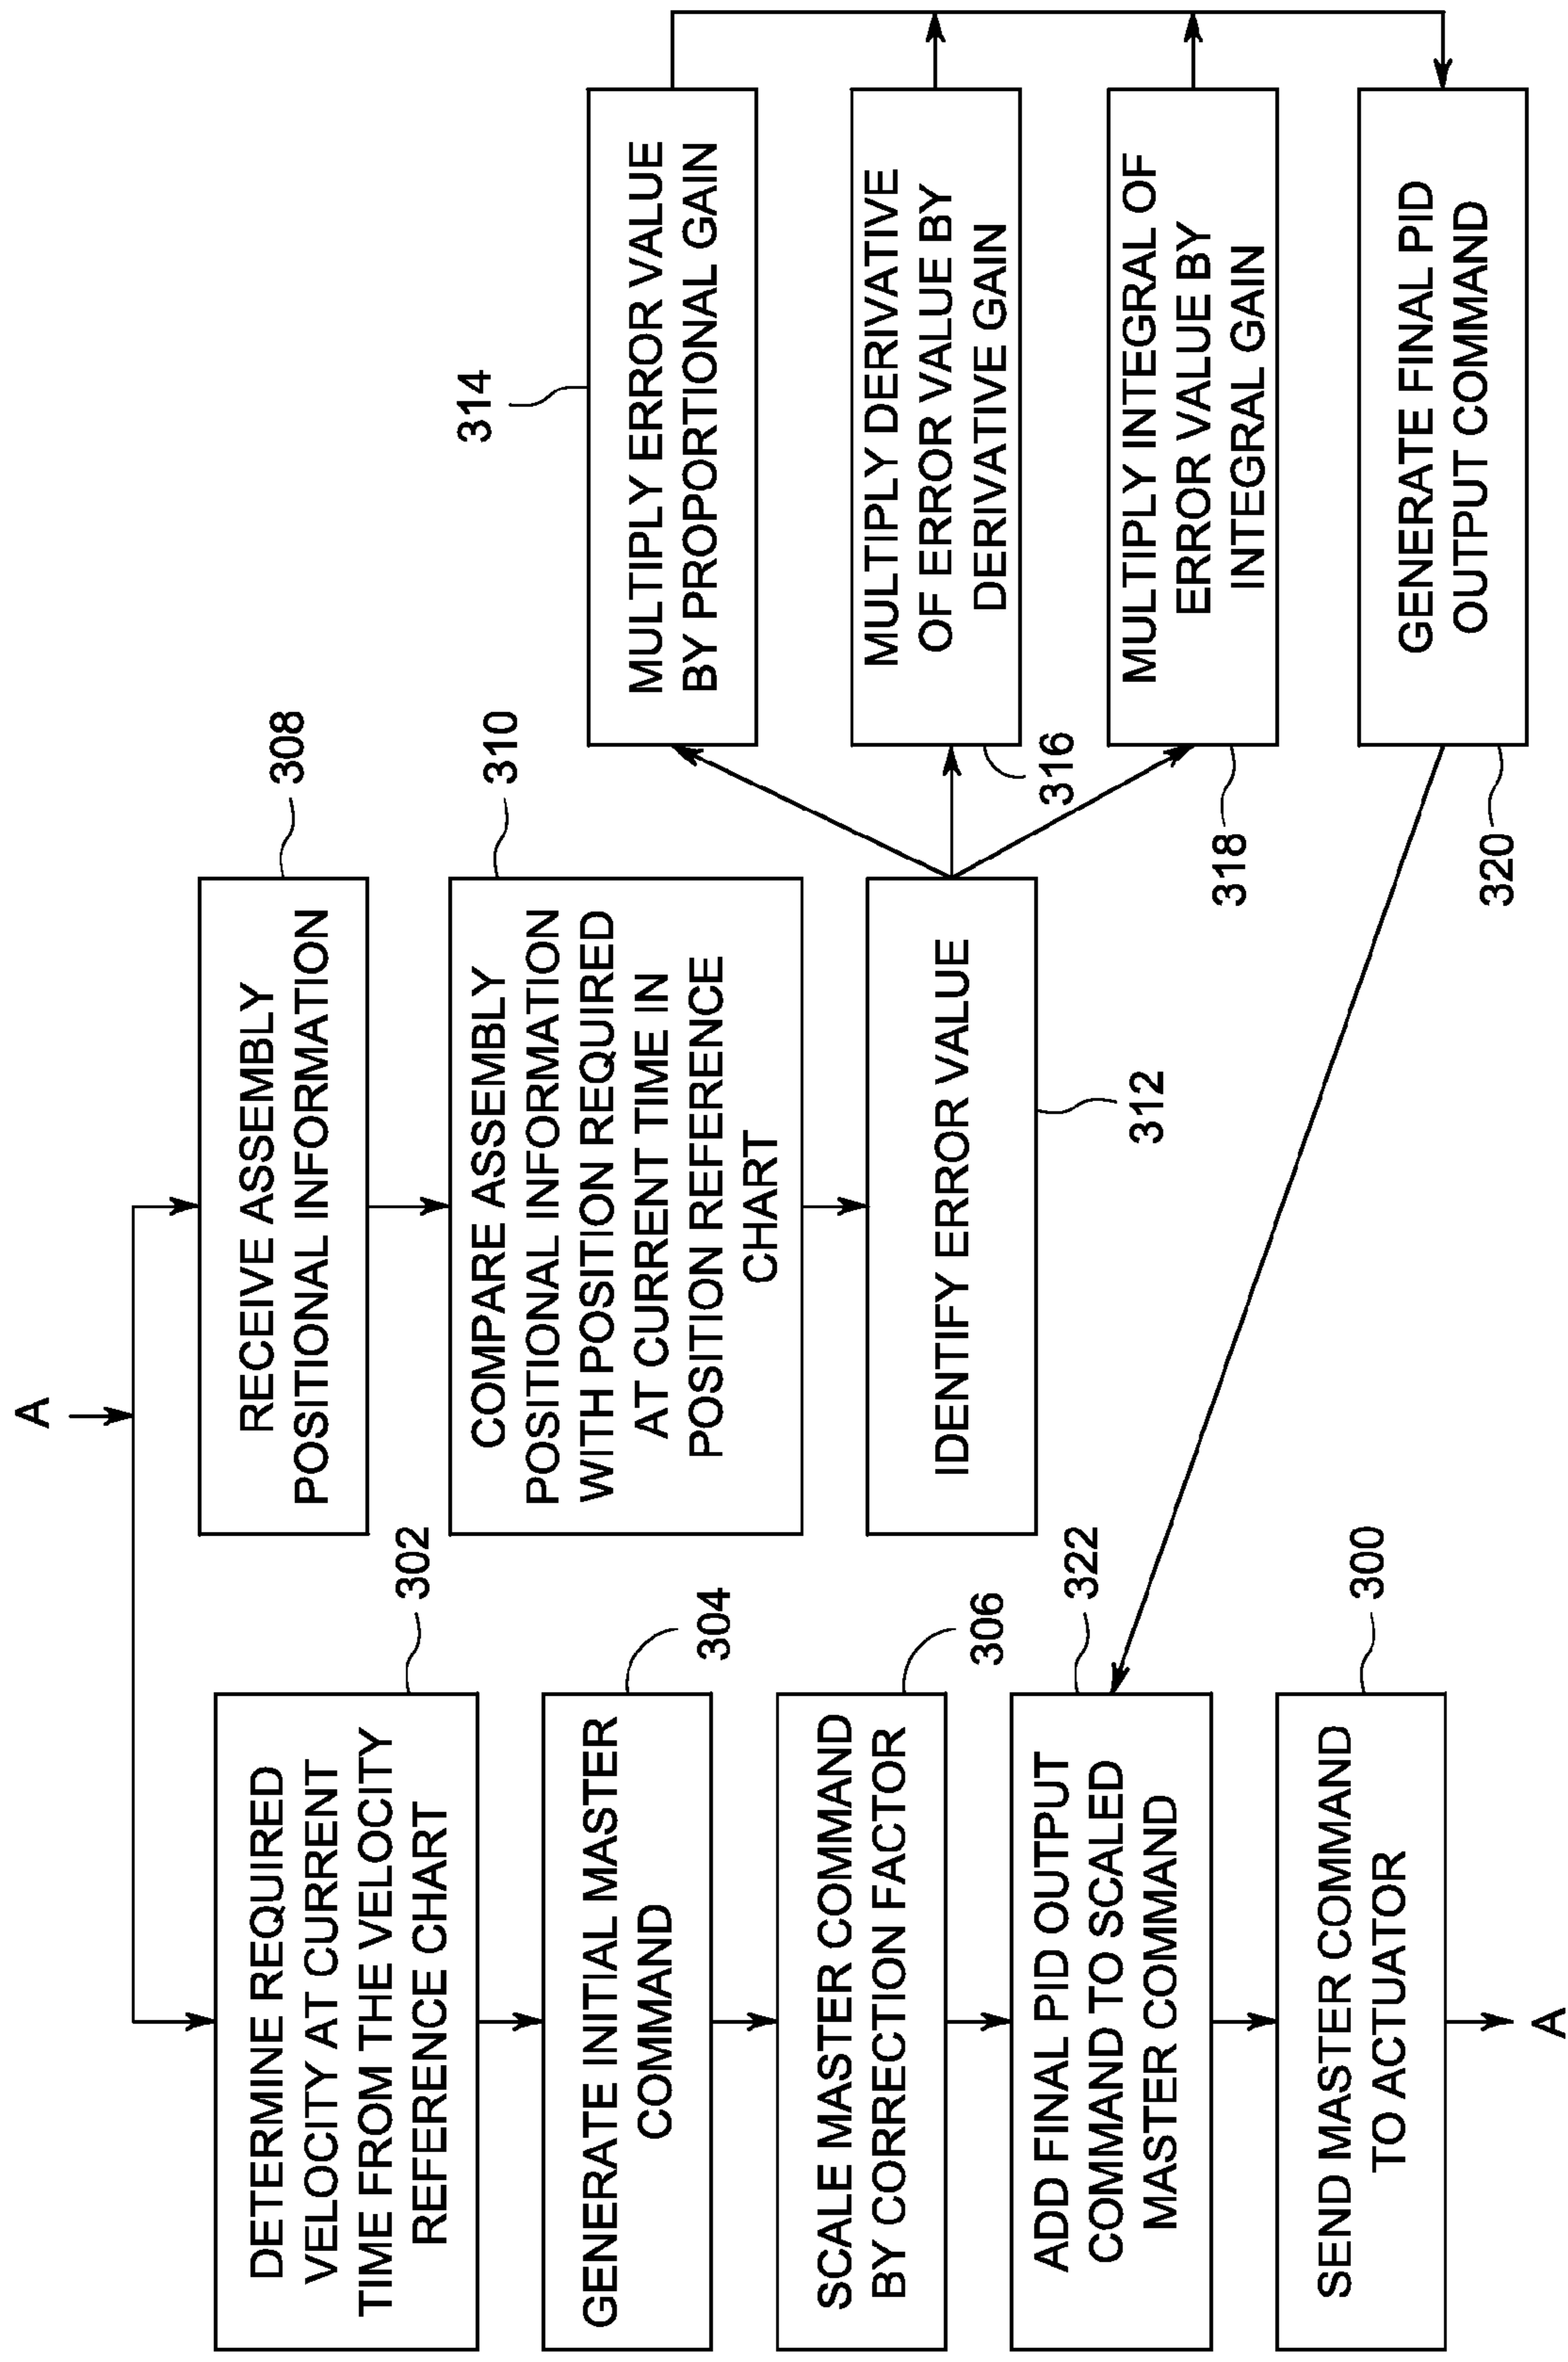 A
DETERMINE REQUIRED
VELOCITY AT CURRENT
TIME FROM THE VELOCITY
REFERENCE CHART
302
GENERATE INITIAL MASTER
COMMAND
304
SCALE MASTER COMMAND
BY CORRECTION FACTOR
306
ADD FINAL PID OUTPUT
COMMAND TO SCALED
MASTER COMMAND
322
SEND MASTER COMMAND
TO ACTUATOR
300
A
RECEIVE ASSEMBLY
POSITIONAL INFORMATION
308
COMPARE ASSEMBLY
POSITIONAL INFORMATION
WITH POSITION REQUIRED
AT CURRENT TIME IN
POSITION REFERENCE
CHART
310
IDENTIFY ERROR VALUE
312
314
MULTIPLY ERROR VALUE
BY PROPORTIONAL GAIN
MULTIPLY DERIVATIVE
OF ERROR VALUE BY
DERIVATIVE GAIN
316
MULTIPLY INTEGRAL OF
ERROR VALUE BY
INTEGRAL GAIN
318
GENERATE FINAL PID
OUTPUT COMMAND
320